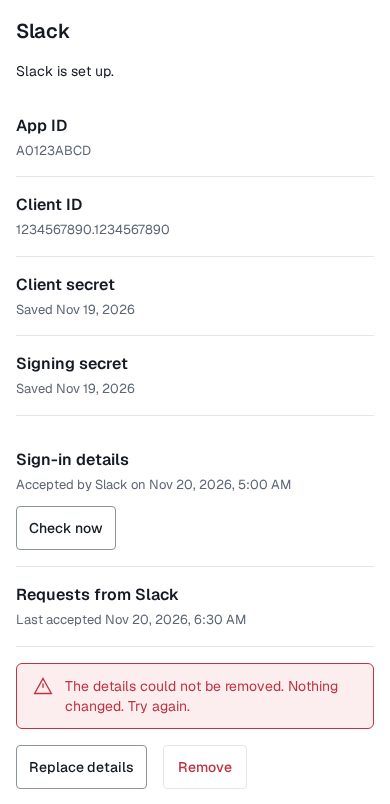 Slack
Slack is set up.
App ID
A0123ABCD
Client ID
1234567890.1234567890
Client secret
Saved Nov 19, 2026
Signing secret
Saved Nov 19, 2026
Sign-in details
Accepted by Slack on Nov 20, 2026, 5:00 AM
Check now
Requests from Slack
Last accepted Nov 20, 2026, 6:30 AM
The details could not be removed. Nothing
changed. Try again.
Replace details
Remove